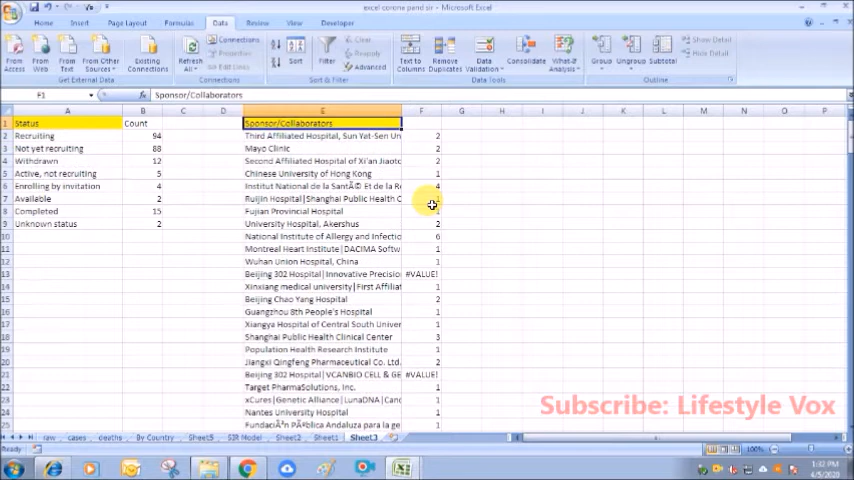 excel corona pand sir - Microsoft Excel
Home Insert Page Layout Formulas Data Review View Developer
From Access From Web From Text From Other Sources Existing Connections Refresh All Connections Properties Edit Links Sort Filter Clear Reapply Advanced Text to Columns Remove Duplicates Data Validation Consolidate What-If Analysis Group Ungroup Subtotal Show Detail Hide Detail
Get External Data Connections Sort & Filter Data Tools Outline
F1 fx Sponsor/Collaborators
A B C D E F G H I J K L M N O P
1 Status Count Sponsor/Collaborators
2 Recruiting 94 Third Affiliated Hospital, Sun Yat-Sen Un 2
3 Not yet recruiting 88 Mayo Clinic 2
4 Withdrawn 12 Second Affiliated Hospital of Xi'an Jiaotc 2
5 Active, not recruiting 5 Chinese University of Hong Kong 1
6 Enrolling by invitation 4 Institut National de la SantÃ© Et de la Re 4
7 Available 2 Ruijin Hospital|Shanghai Public Health C 1
8 Completed 15 Fujian Provincial Hospital 1
9 Unknown status 2 University Hospital, Akershus 2
10 National Institute of Allergy and Infectio 6
11 Montreal Heart Institute|DACIMA Softw 1
12 Wuhan Union Hospital, China 1
13 Beijing 302 Hospital|Innovative Precision #VALUE!
14 Xinxiang medical university|First Affiliat 1
15 Beijing Chao Yang Hospital 2
16 Guangzhou 8th People's Hospital 1
17 Xiangya Hospital of Central South Univer 1
18 Shanghai Public Health Clinical Center 3
19 Population Health Research Institute 1
20 Jiangxi Qingfeng Pharmaceutical Co. Ltd. 2
21 Beijing 302 Hospital|VCANBIO CELL & GE #VALUE!
22 Target PharmaSolutions, Inc. 1
23 xCures|Genetic Alliance|LunaDNA|Canc 1
24 Nantes University Hospital 1
25 FundaciÃ³n PÃºblica Andaluza para la ge 1
Subscribe: Lifestyle Vox
raw cases deaths By Country Sheet5 SIR Model Sheet2 Sheet1 Sheet3
Ready 100%
1:32 PM
4/5/2020